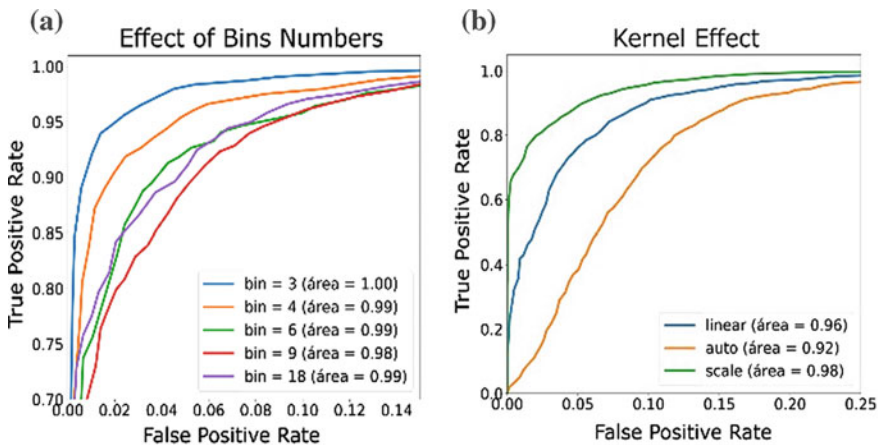 (a)
Effect of Bins Numbers
True Positive Rate
1.00
0.95
0.90
0.85
0.80
0.75
0.70
bin = 3 (área = 1.00)
bin = 4 (área = 0.99)
bin = 6 (área = 0.99)
bin = 9 (área = 0.98)
bin = 18 (área = 0.99)
0.00 0.02 0.04 0.06 0.08 0.10 0.12 0.14
False Positive Rate
(b)
Kernel Effect
True Positive Rate
1.0
0.8
0.6
0.4
0.2
0.0
linear (área = 0.96)
auto (área = 0.92)
scale (área = 0.98)
0.00 0.05 0.10 0.15 0.20 0.25
False Positive Rate